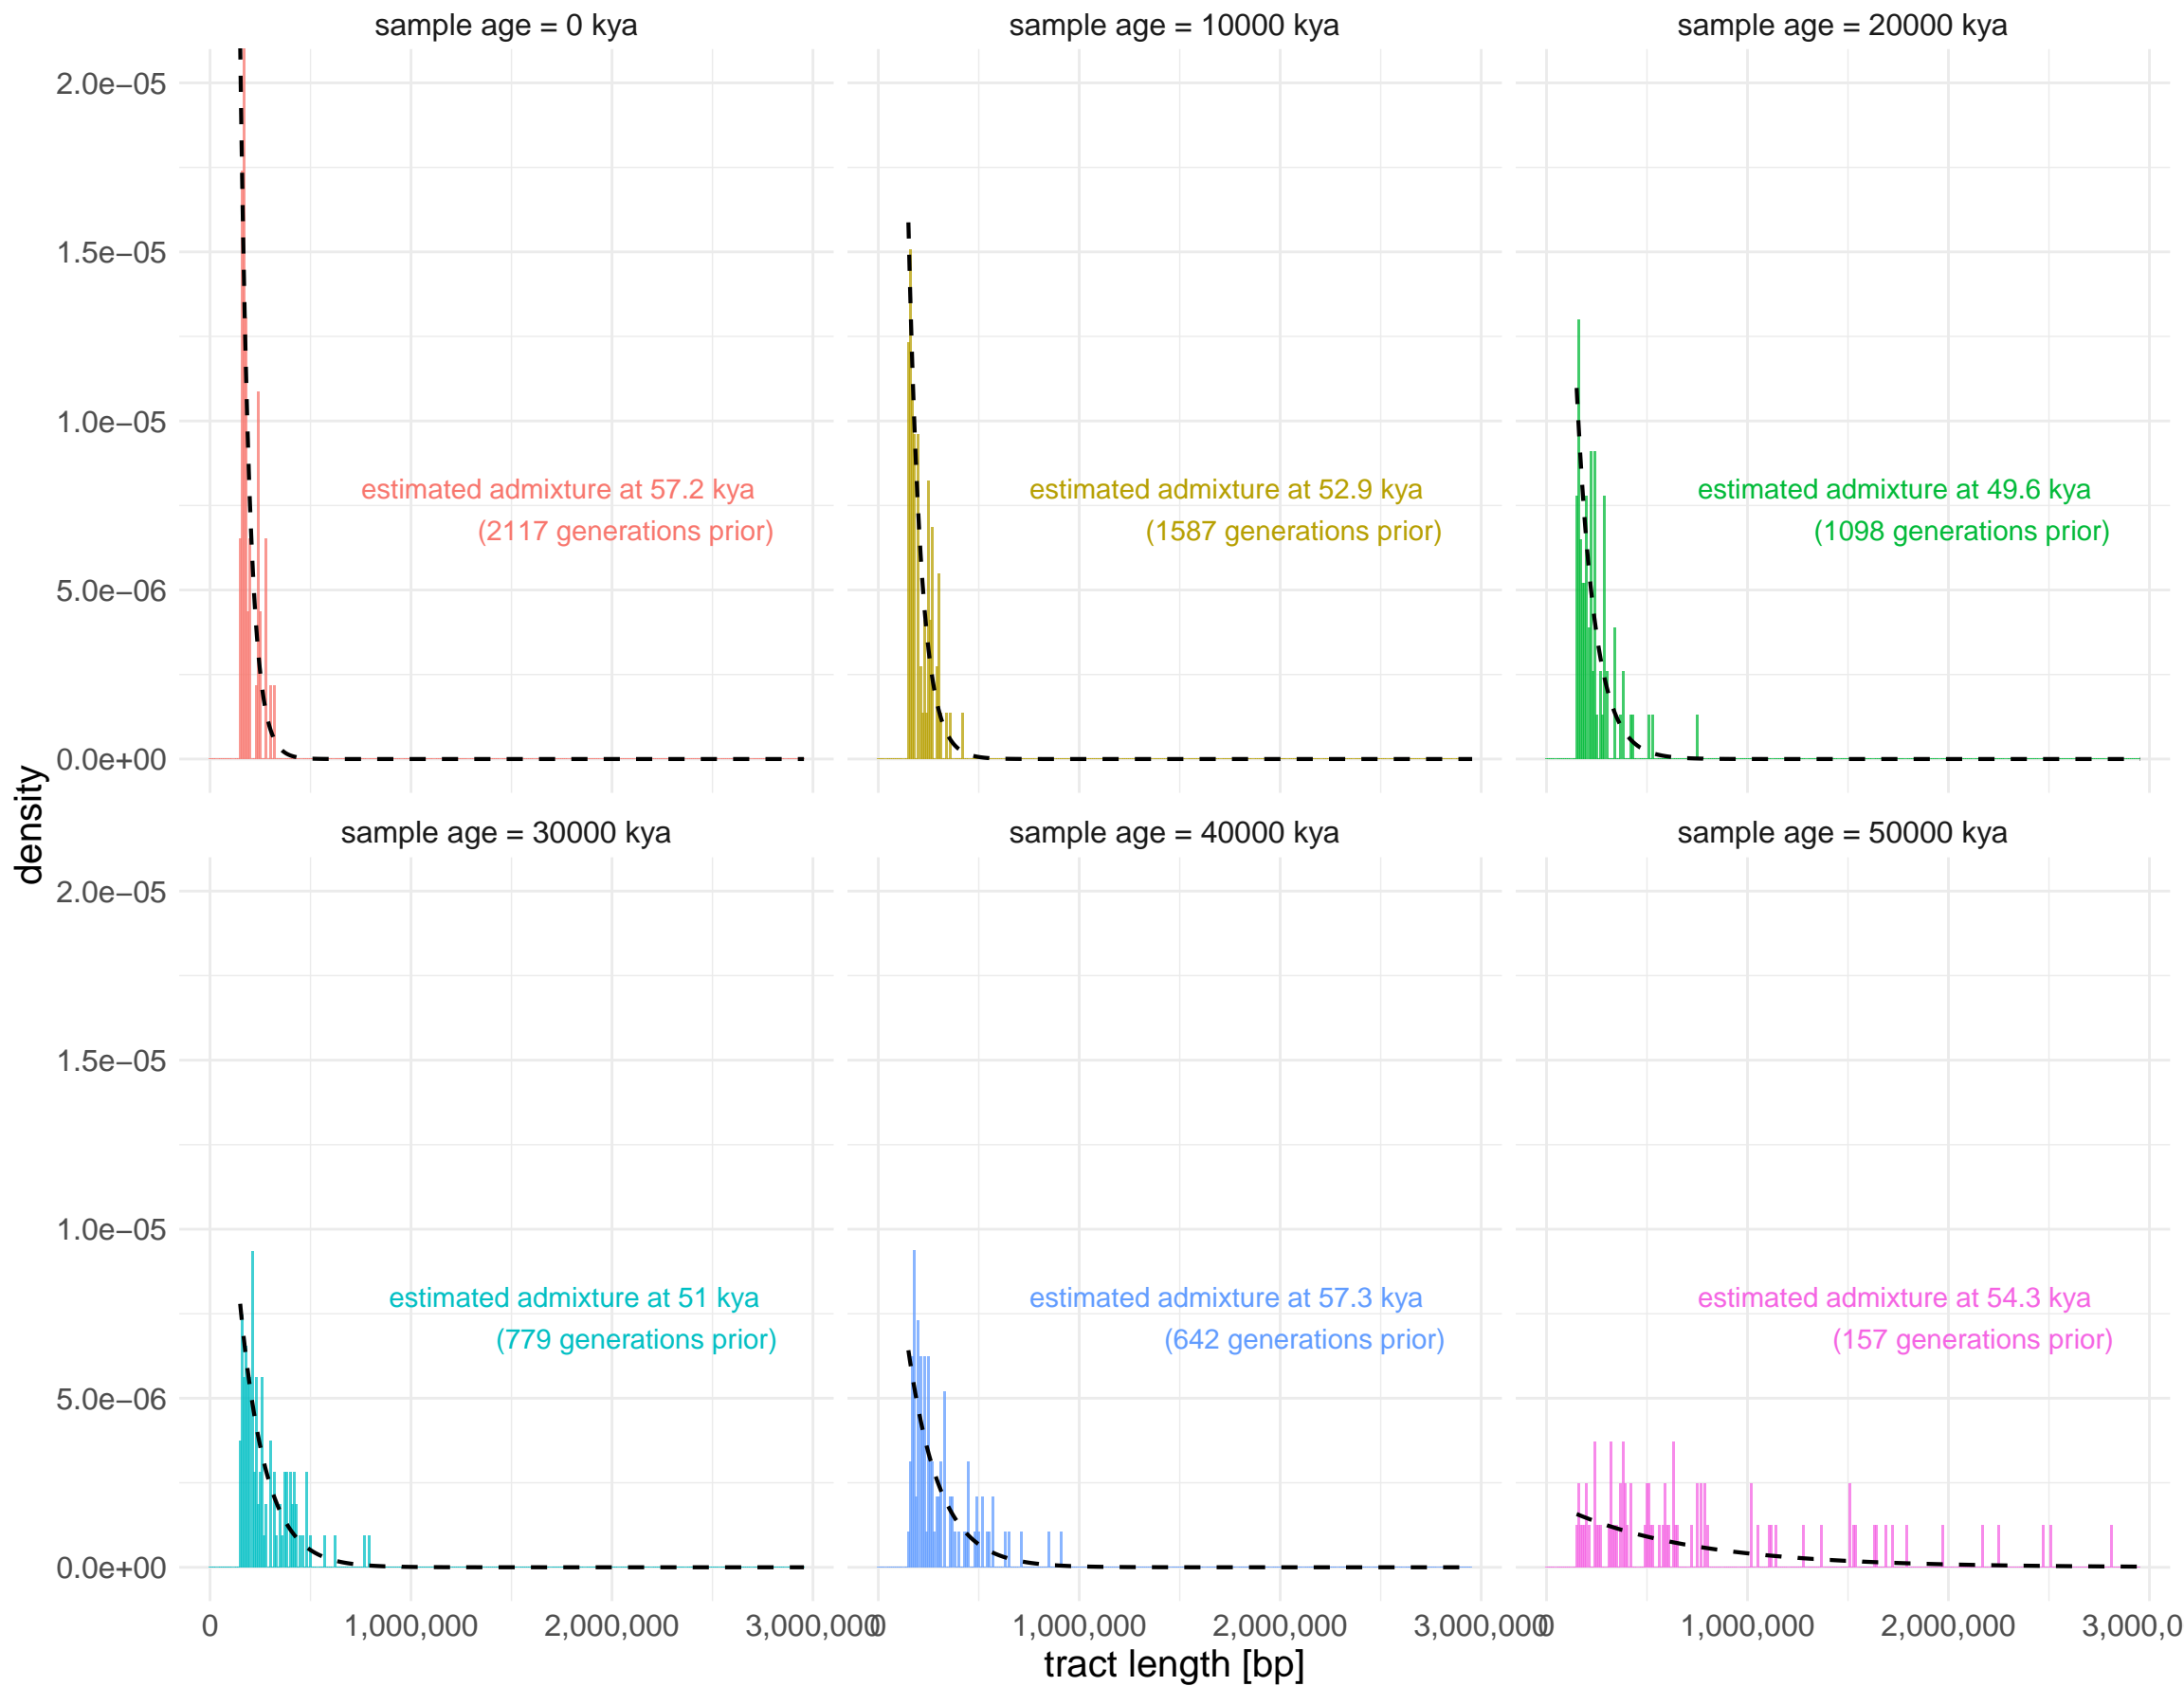 sample age = 0 kya
sample age = 10000 kya
sample age = 20000 kya
2.0e−05
1.5e−05
1.0e−05
5.0e−06
0.0e+00
estimated admixture at 57.2 kya
(2117 generations prior)
estimated admixture at 52.9 kya
(1587 generations prior)
estimated admixture at 49.6 kya
(1098 generations prior)
density
sample age = 30000 kya
sample age = 40000 kya
sample age = 50000 kya
2.0e−05
1.5e−05
1.0e−05
5.0e−06
0.0e+00
estimated admixture at 51 kya
(779 generations prior)
estimated admixture at 57.3 kya
(642 generations prior)
estimated admixture at 54.3 kya
(157 generations prior)
0 1,000,000 2,000,000 3,000,000
0 1,000,000 2,000,000 3,000,000
0 1,000,000 2,000,000 3,000,0
tract length [bp]